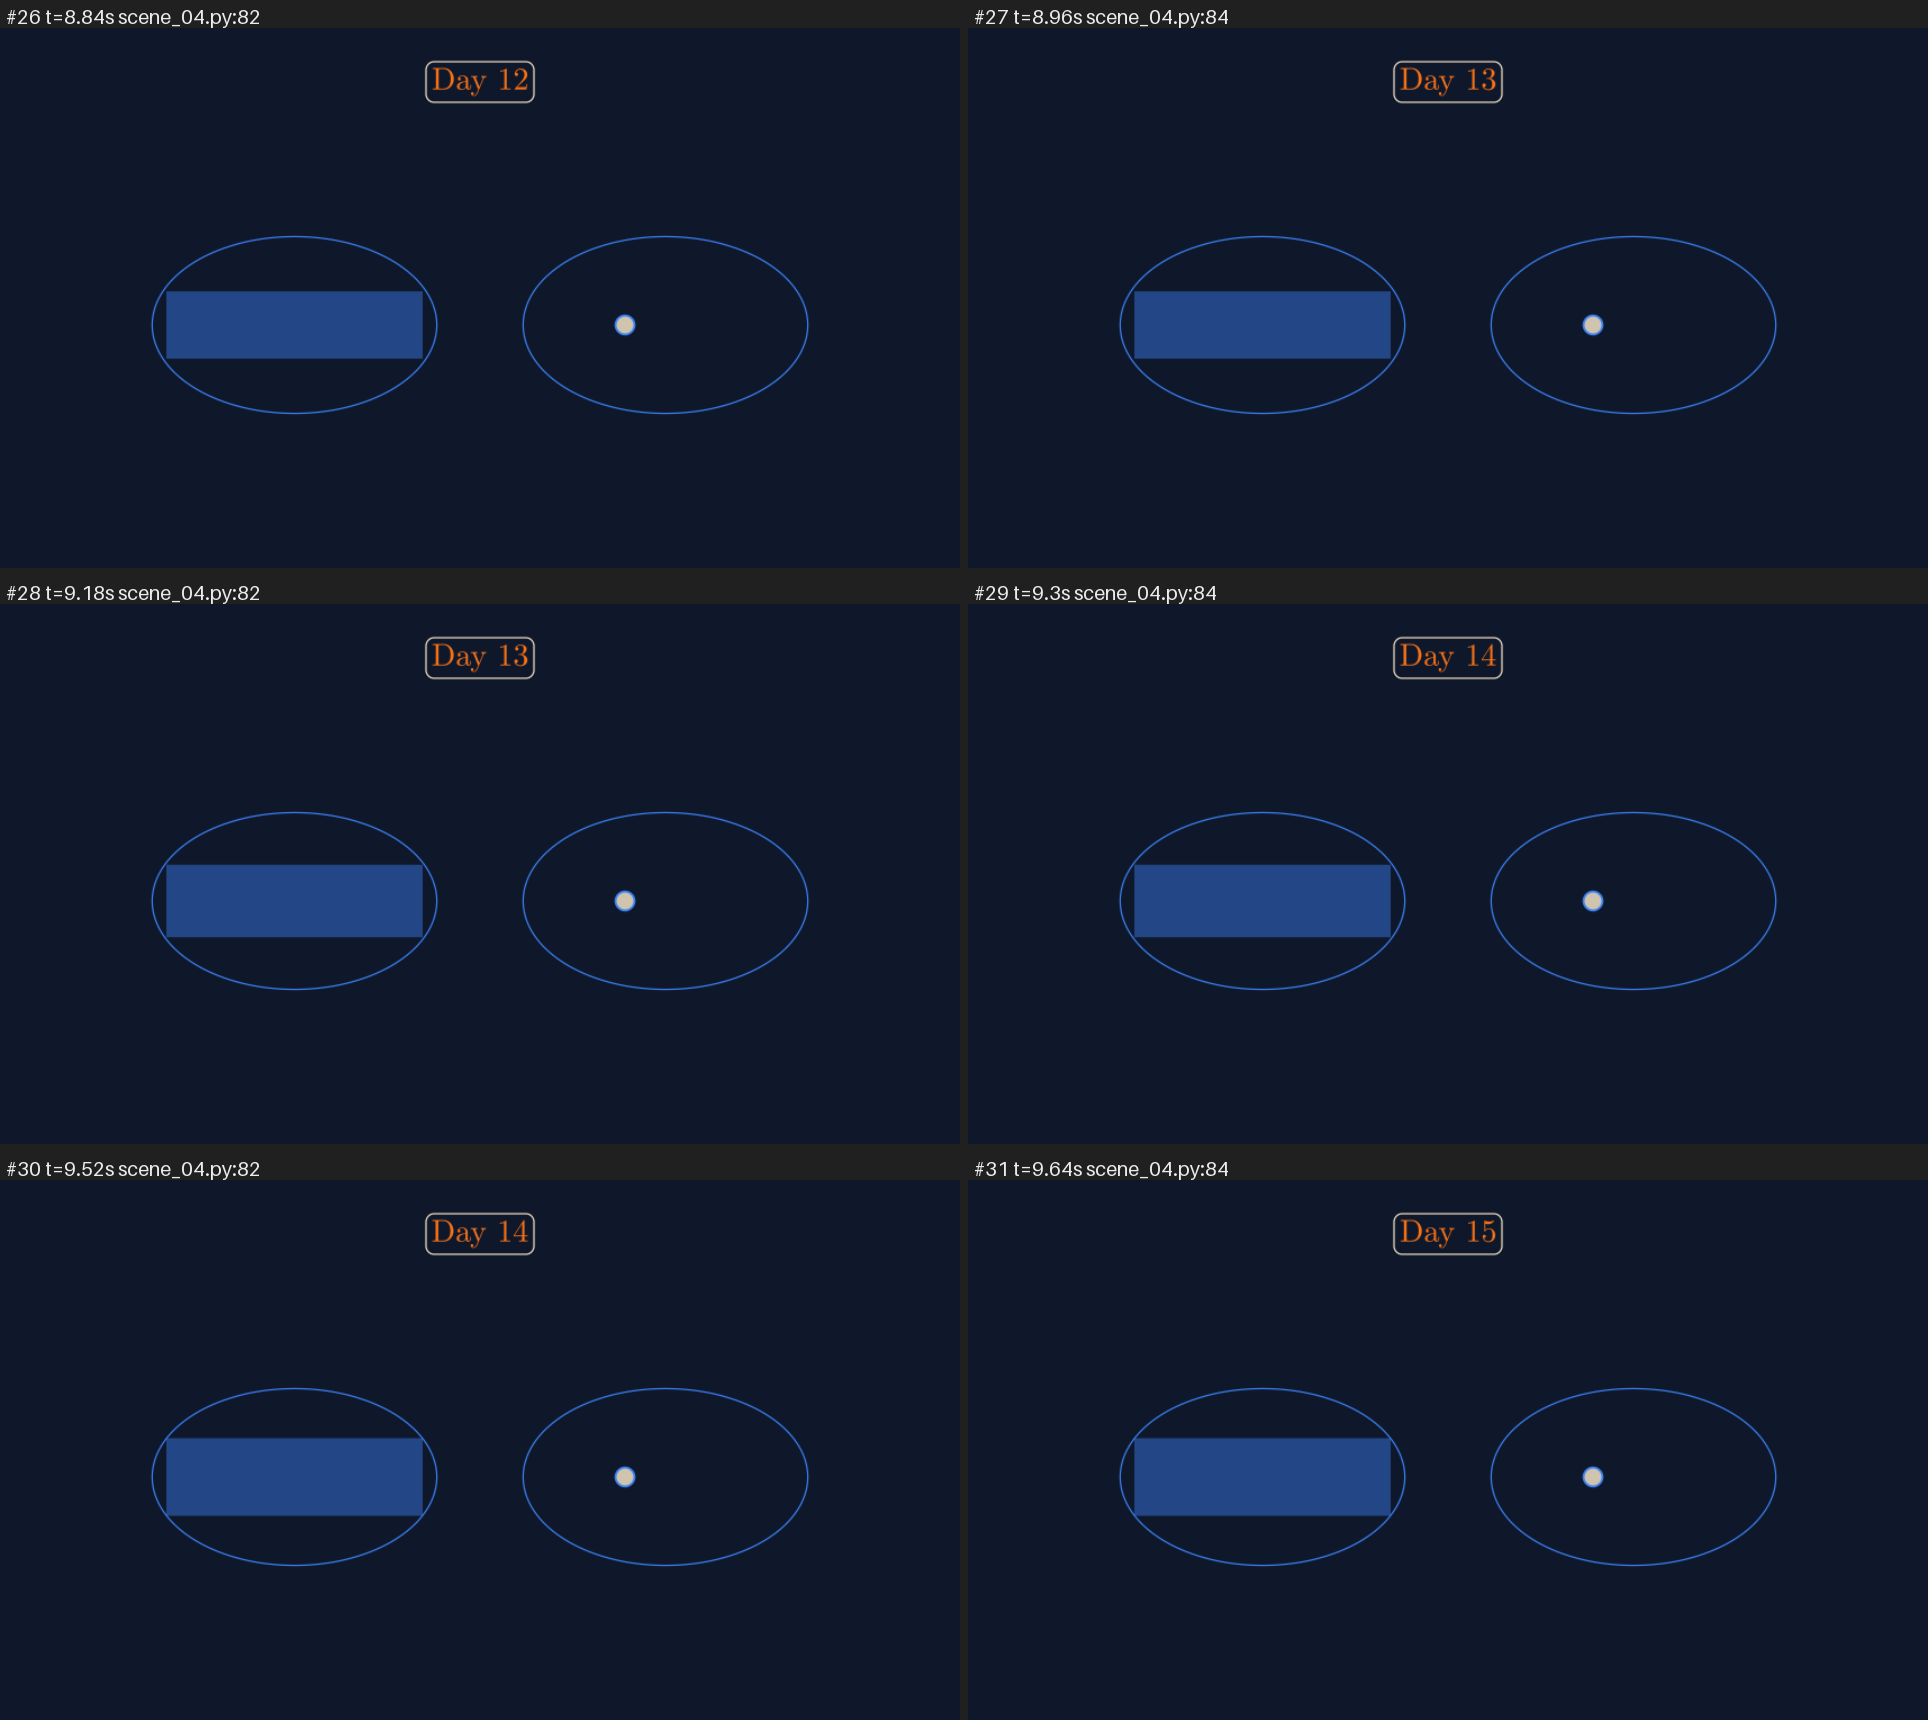 #26 t=8.84s scene_04.py:82
Day 12
#27 t=8.96s scene_04.py:84
Day 13
#28 t=9.18s scene_04.py:82
Day 13
#29 t=9.3s scene_04.py:84
Day 14
#30 t=9.52s scene_04.py:82
Day 14
#31 t=9.64s scene_04.py:84
Day 15